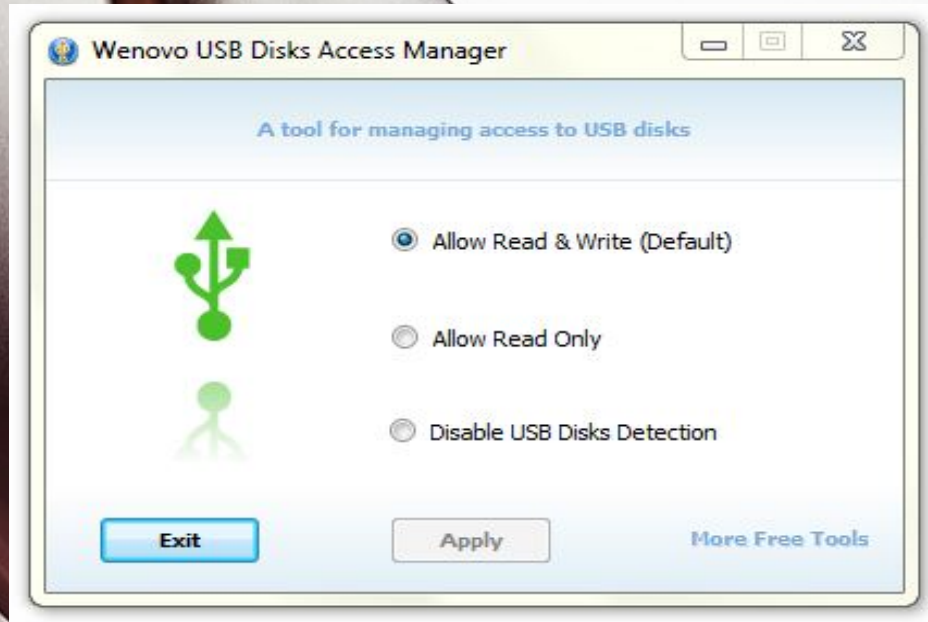 Wenovo USB Disks Access Manager
A tool for managing access to USB disks
Allow Read & Write (Default)
Allow Read Only
Disable USB Disks Detection
Exit
Apply
More Free Tools